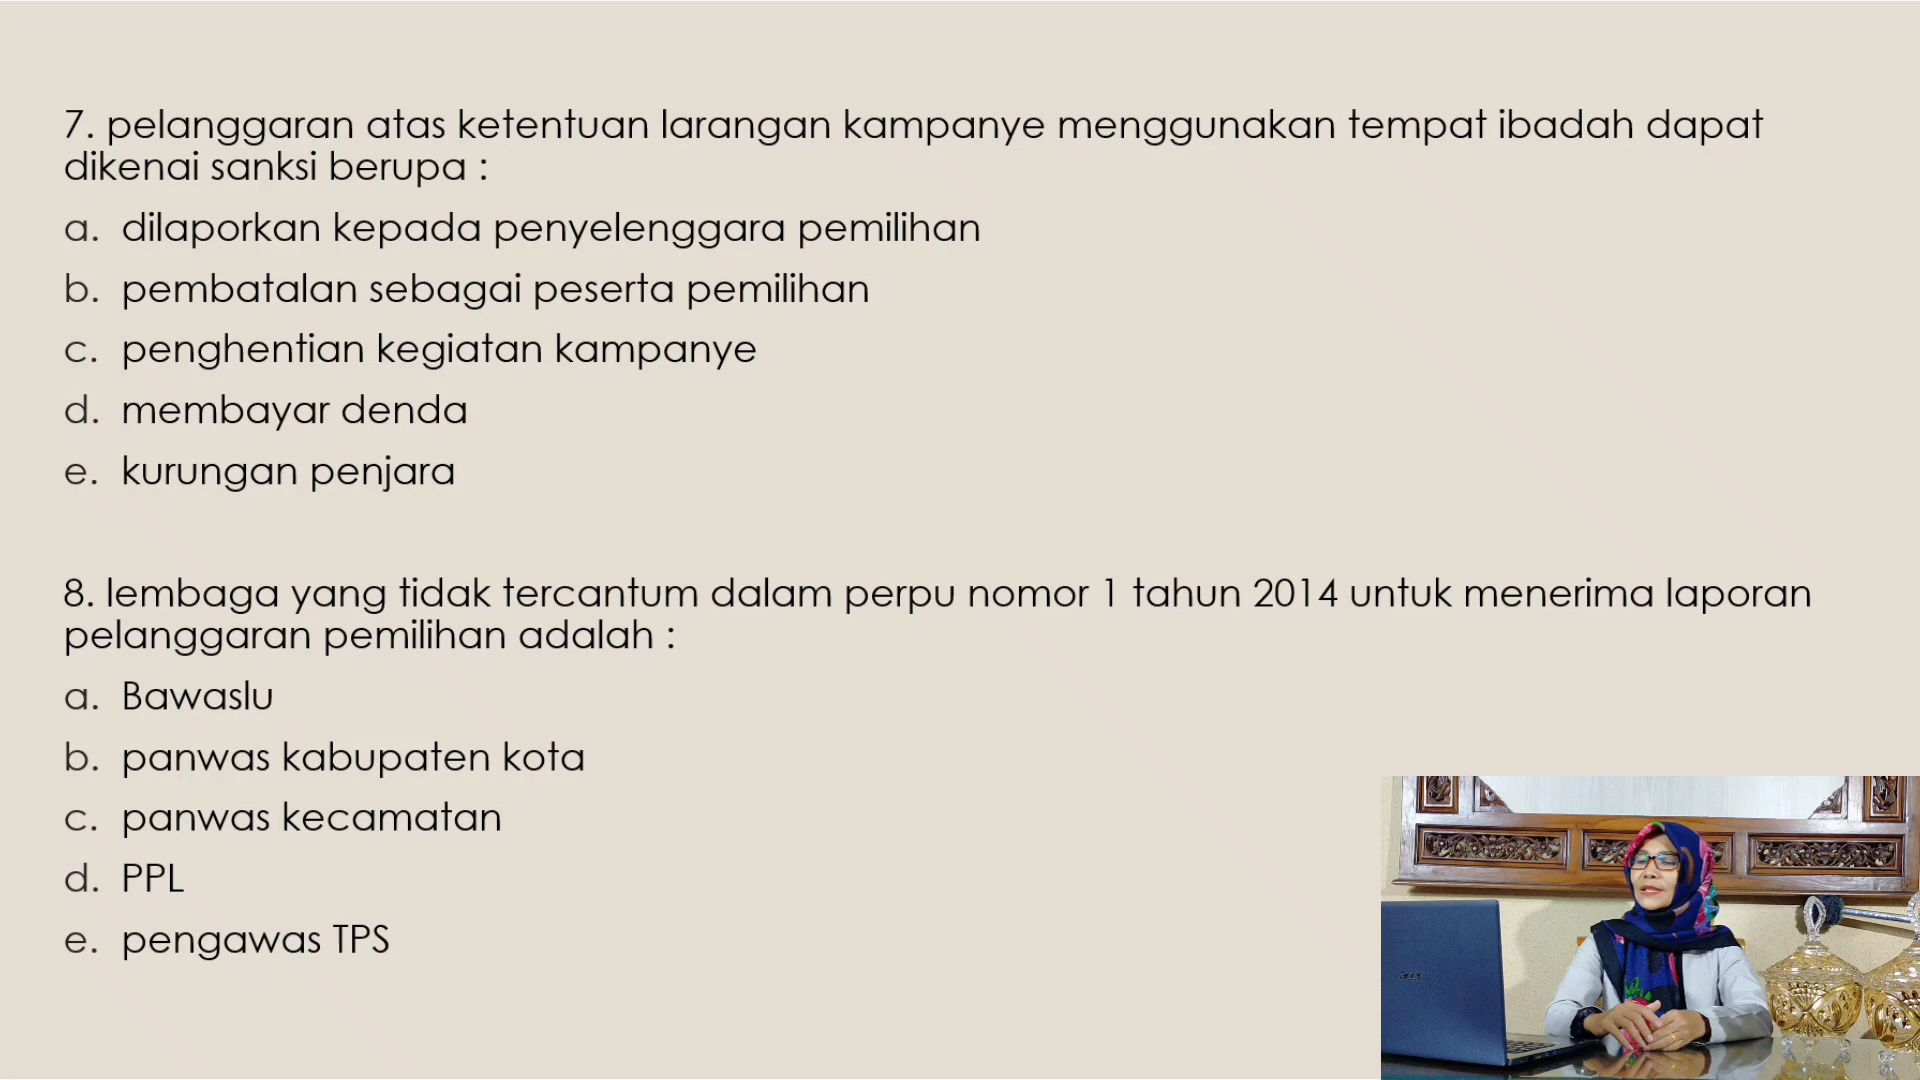 7. pelanggaran atas ketentuan larangan kampanye menggunakan tempat ibadah dapat
dikenai sanksi berupa :
a. dilaporkan kepada penyelenggara pemilihan
b. pembatalan sebagai peserta pemilihan
c. penghentian kegiatan kampanye
d. membayar denda
e. kurungan penjara
8. lembaga yang tidak tercantum dalam perpu nomor 1 tahun 2014 untuk menerima laporan
pelanggaran pemilihan adalah :
a. Bawaslu
b. panwas kabupaten kota
c. panwas kecamatan
d. PPL
e. pengawas TPS
acer